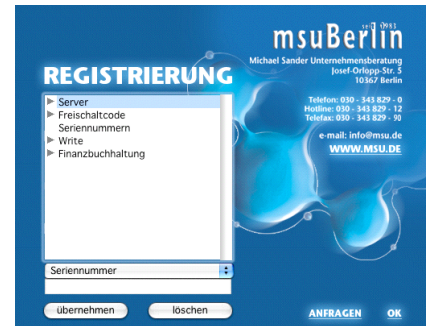 seit 1983
msuBerlin
Michael Sander Unternehmensberatung
Josef-Orlopp-Str. 5
10367 Berlin
REGISTRIERUNG
Telefon: 030 - 343 829 - 0
Hotline: 030 - 343 829 - 12
Telefax: 030 - 343 829 - 90
e-mail: info@msu.de
WWW.MSU.DE
Server
Freischaltcode
Seriennummern
Write
Finanzbuchhaltung
Seriennummer
übernehmen
löschen
ANFRAGEN
OK